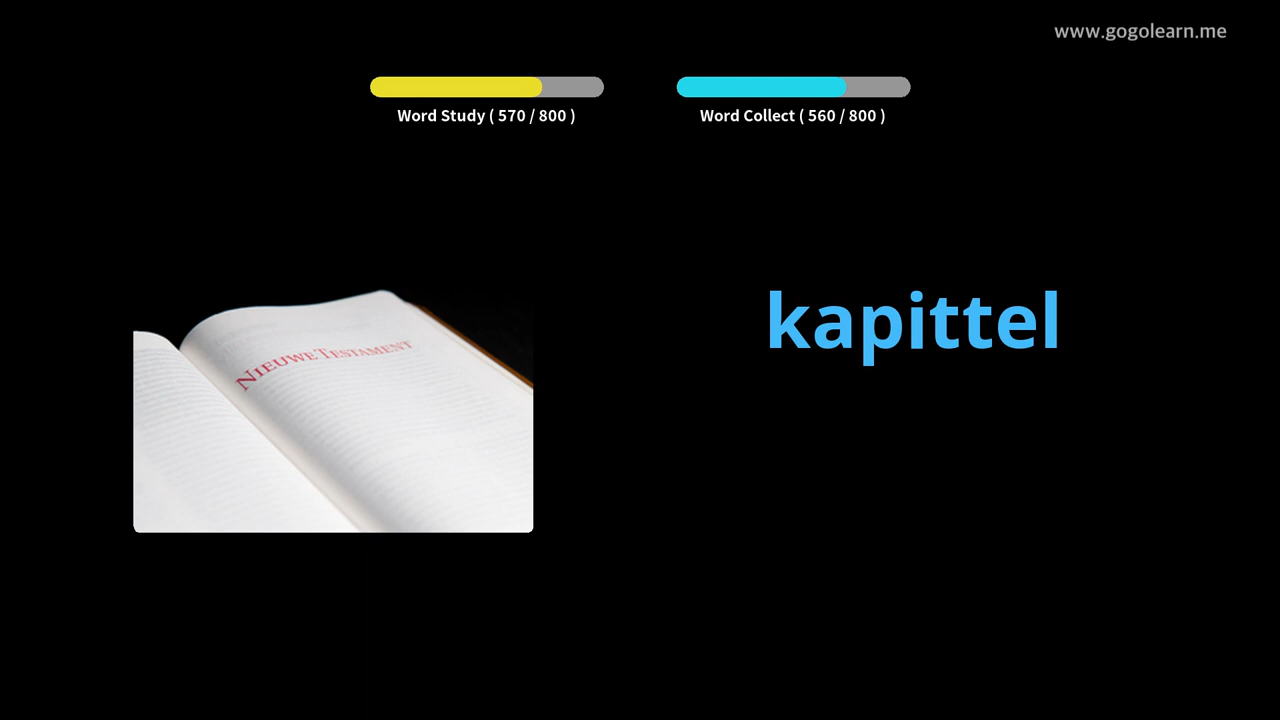 www.gogolearn.me
Word Study ( 570 / 800 )
Word Collect ( 560 / 800 )
NIEUWE TESTAMENT
kapittel